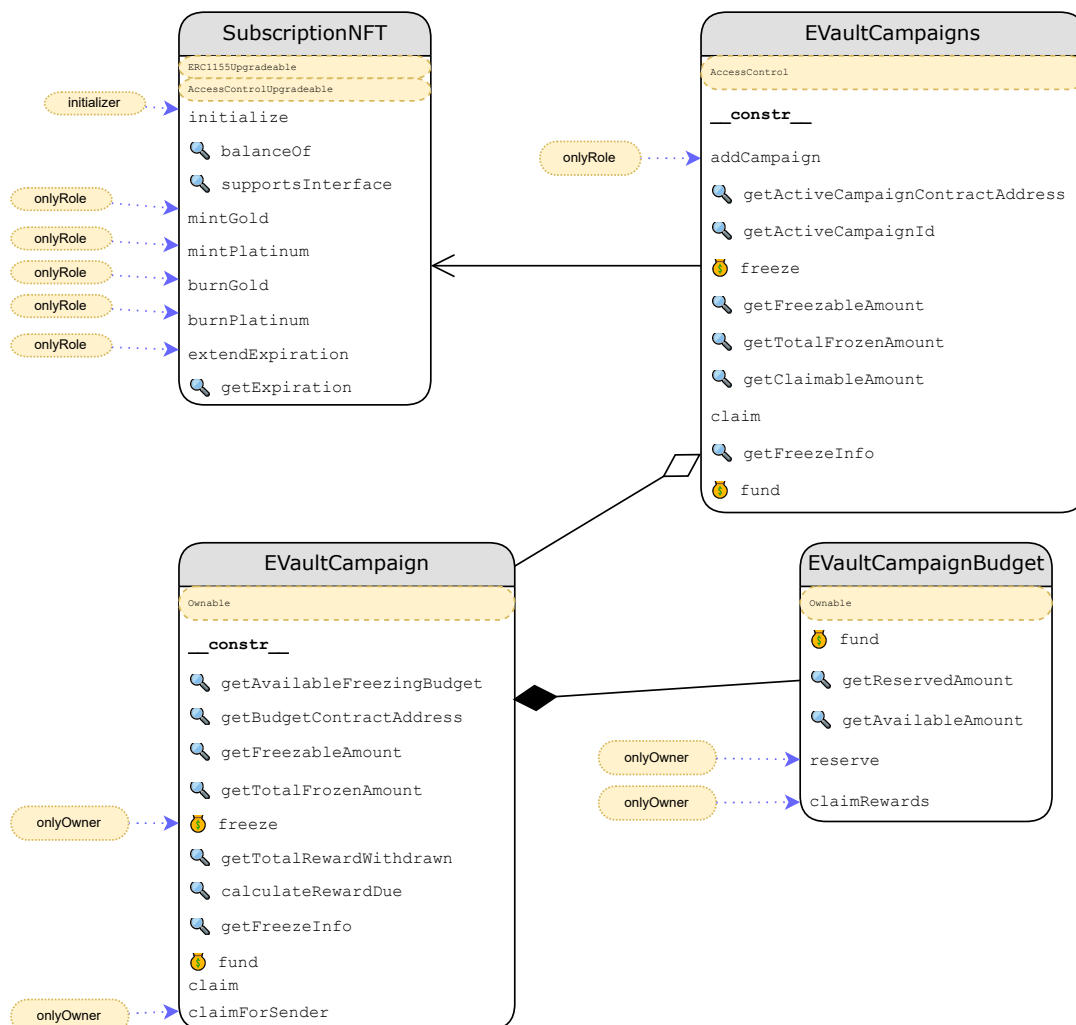 SubscriptionNFT
ERC1155Upgradeable
AccessControlUpgradeable
initializer
initialize
balanceOf
supportsInterface
onlyRole
mintGold
onlyRole
mintPlatinum
onlyRole
burnGold
onlyRole
burnPlatinum
onlyRole
extendExpiration
getExpiration
EVaultCampaigns
AccessControl
__constr__
onlyRole
addCampaign
getActiveCampaignContractAddress
getActiveCampaignId
freeze
getFreezableAmount
getTotalFrozenAmount
getClaimableAmount
claim
getFreezeInfo
fund
EVaultCampaign
Ownable
__constr__
getAvailableFreezingBudget
getBudgetContractAddress
getFreezableAmount
getTotalFrozenAmount
onlyOwner
freeze
getTotalRewardWithdrawn
calculateRewardDue
getFreezeInfo
fund
claim
onlyOwner
claimForSender
EVaultCampaignBudget
Ownable
fund
getReservedAmount
getAvailableAmount
onlyOwner
reserve
onlyOwner
claimRewards